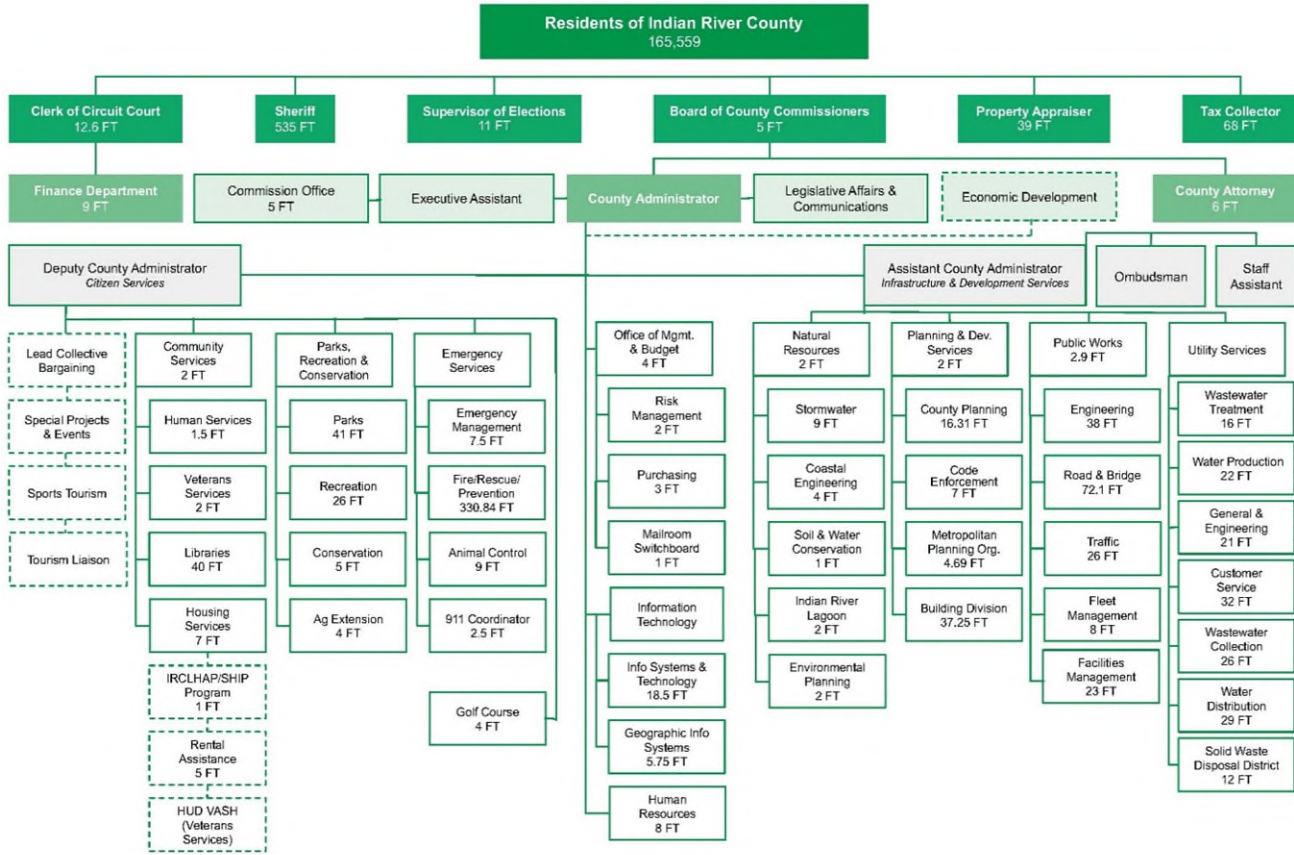 Residents of Indian River County
165,559
Clerk of Circuit Court
12.6 FT
Sheriff
535 FT
Supervisor of Elections
11 FT
Board of County Commissioners
5 FT
Property Appraiser
39 FT
Tax Collector
68 FT
Finance Department
9 FT
Commission Office
5 FT
Executive Assistant
County Administrator
Legislative Affairs &
Communications
Economic Development
County Attorney
6 FT
Deputy County Administrator
Citizen Services
Assistant County Administrator
Infrastructure & Development Services
Ombudsman
Staff
Assistant
Lead Collective
Bargaining
Special Projects
& Events
Sports Tourism
Tourism Liaison
Community
Services
2 FT
Human Services
1.5 FT
Veterans
Services
2 FT
Libraries
40 FT
Housing
Services
7 FT
IRCLHAP/SHIP
Program
1 FT
Rental
Assistance
5 FT
HUD VASH
(Veterans
Services)
Parks,
Recreation &
Conservation
Parks
41 FT
Recreation
26 FT
Conservation
5 FT
Ag Extension
4 FT
Emergency
Services
Emergency
Management
7.5 FT
Fire/Rescue/
Prevention
330.84 FT
Animal Control
9 FT
911 Coordinator
2.5 FT
Golf Course
4 FT
Office of Mgmt.
& Budget
4 FT
Risk
Management
2 FT
Purchasing
3 FT
Mailroom
Switchboard
1 FT
Information
Technology
Info Systems &
Technology
18.5 FT
Geographic Info
Systems
5.75 FT
Human
Resources
8 FT
Natural
Resources
2 FT
Stormwater
9 FT
Coastal
Engineering
4 FT
Soil & Water
Conservation
1 FT
Indian River
Lagoon
2 FT
Environmental
Planning
2 FT
Planning & Dev.
Services
2 FT
County Planning
16.31 FT
Code
Enforcement
7 FT
Metropolitan
Planning Org.
4.69 FT
Building Division
37.25 FT
Public Works
2.9 FT
Engineering
38 FT
Road & Bridge
72.1 FT
Traffic
26 FT
Fleet
Management
8 FT
Facilities
Management
23 FT
Utility Services
Wastewater
Treatment
16 FT
Water Production
22 FT
General &
Engineering
21 FT
Customer
Service
32 FT
Wastewater
Collection
26 FT
Water
Distribution
29 FT
Solid Waste
Disposal District
12 FT